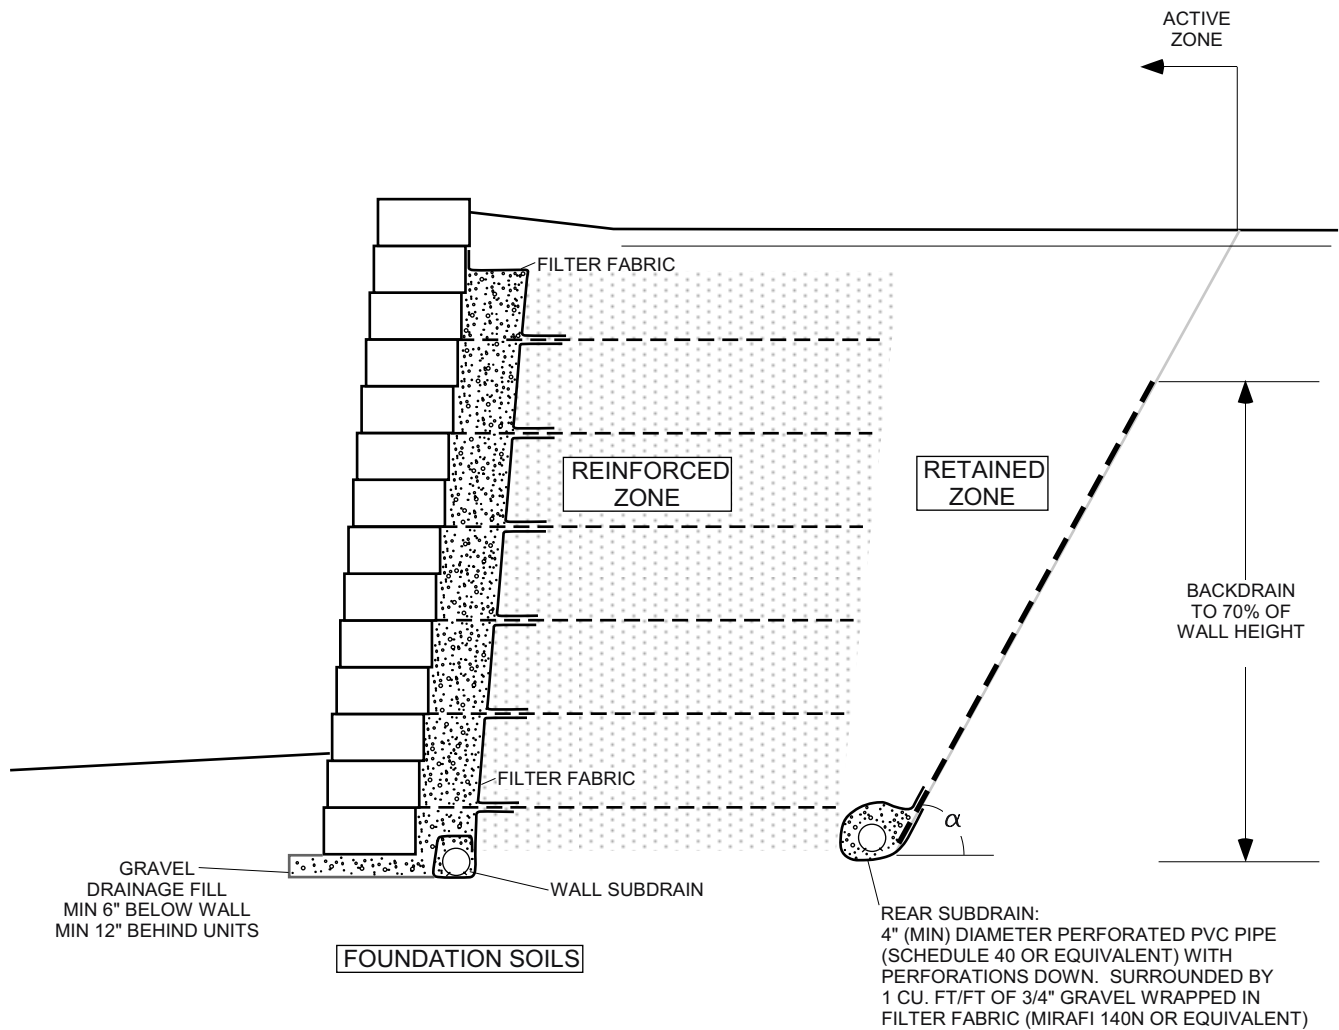 ACTIVE
ZONE
FILTER FABRIC
REINFORCED
ZONE
RETAINED
ZONE
BACKDRAIN
TO 70% OF
WALL HEIGHT
FILTER FABRIC
α
GRAVEL
DRAINAGE FILL
MIN 6" BELOW WALL
MIN 12" BEHIND UNITS
WALL SUBDRAIN
FOUNDATION SOILS
REAR SUBDRAIN:
4" (MIN) DIAMETER PERFORATED PVC PIPE
(SCHEDULE 40 OR EQUIVALENT) WITH
PERFORATIONS DOWN. SURROUNDED BY
1 CU. FT/FT OF 3/4" GRAVEL WRAPPED IN
FILTER FABRIC (MIRAFI 140N OR EQUIVALENT)